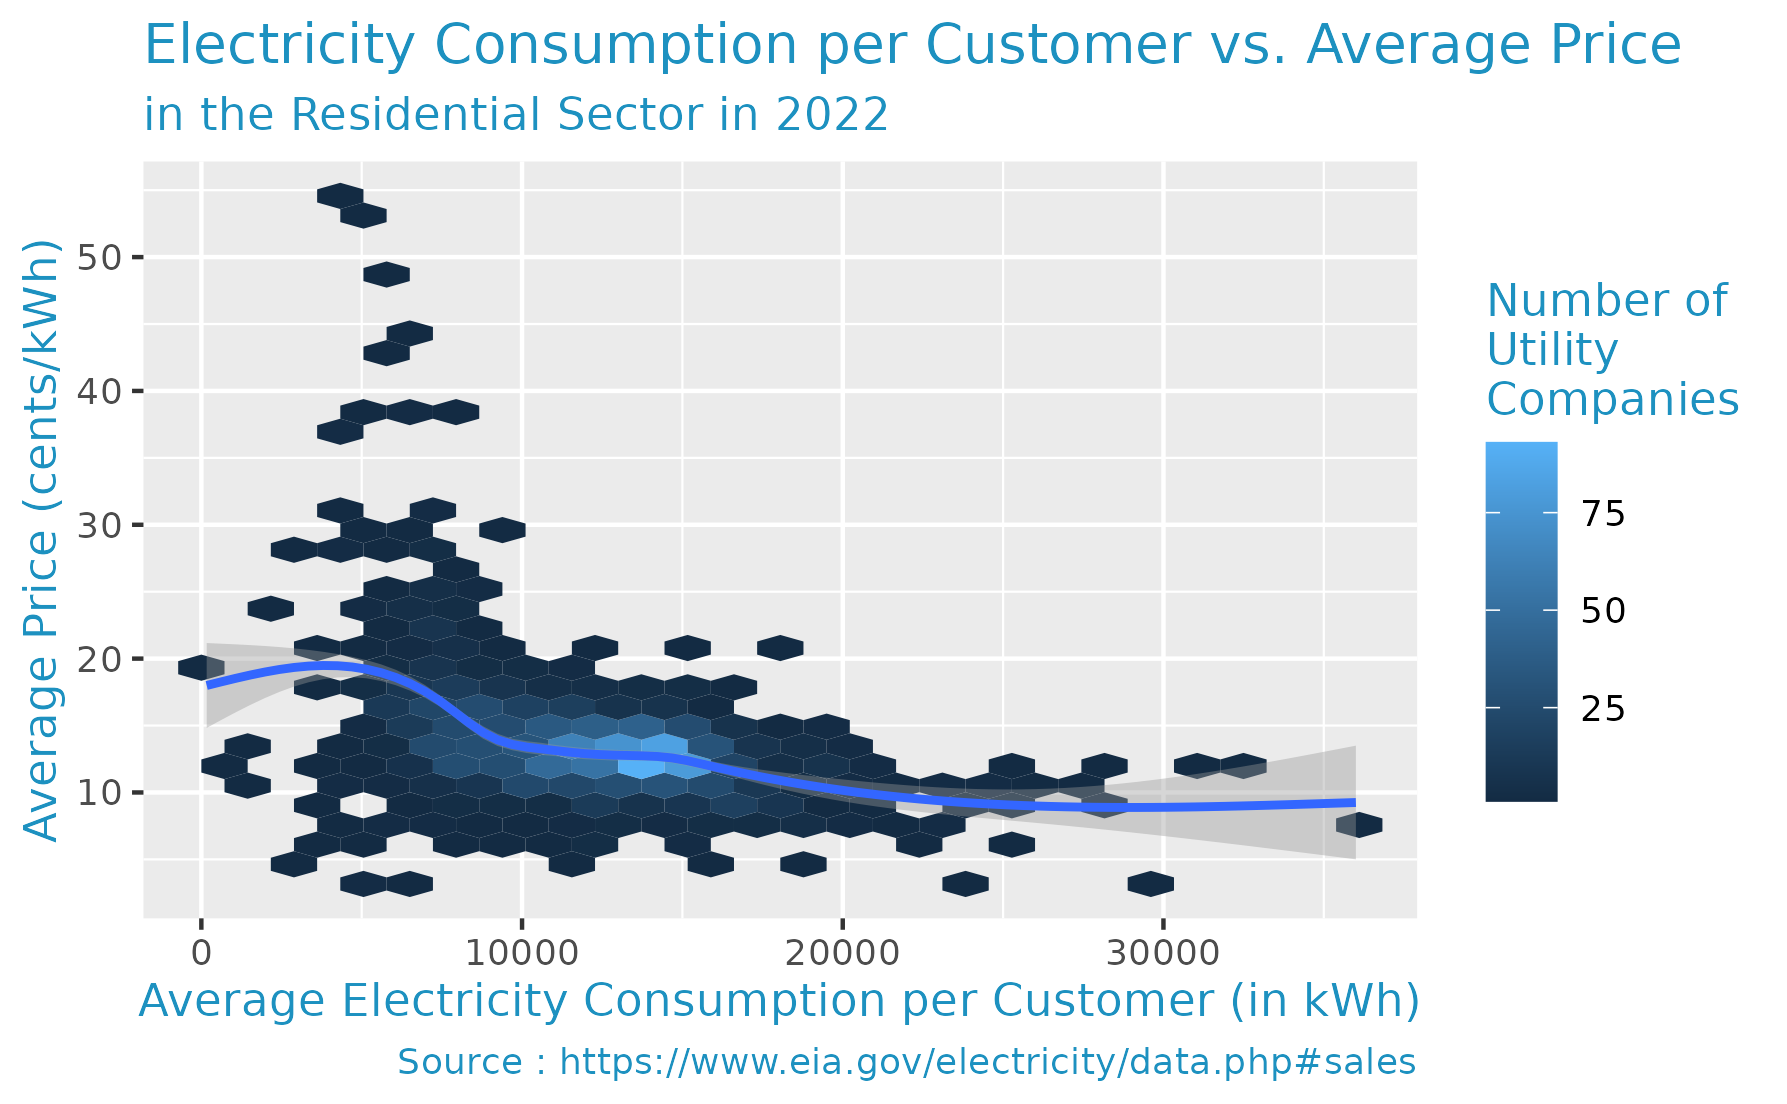 Electricity Consumption per Customer vs. Average Price
in the Residential Sector in 2022
Average Price (cents/kWh)
50
40
30
20
10
0
10000
20000
30000
Average Electricity Consumption per Customer (in kWh)
Number of
Utility
Companies
75
50
25
Source : https://www.eia.gov/electricity/data.php#sales